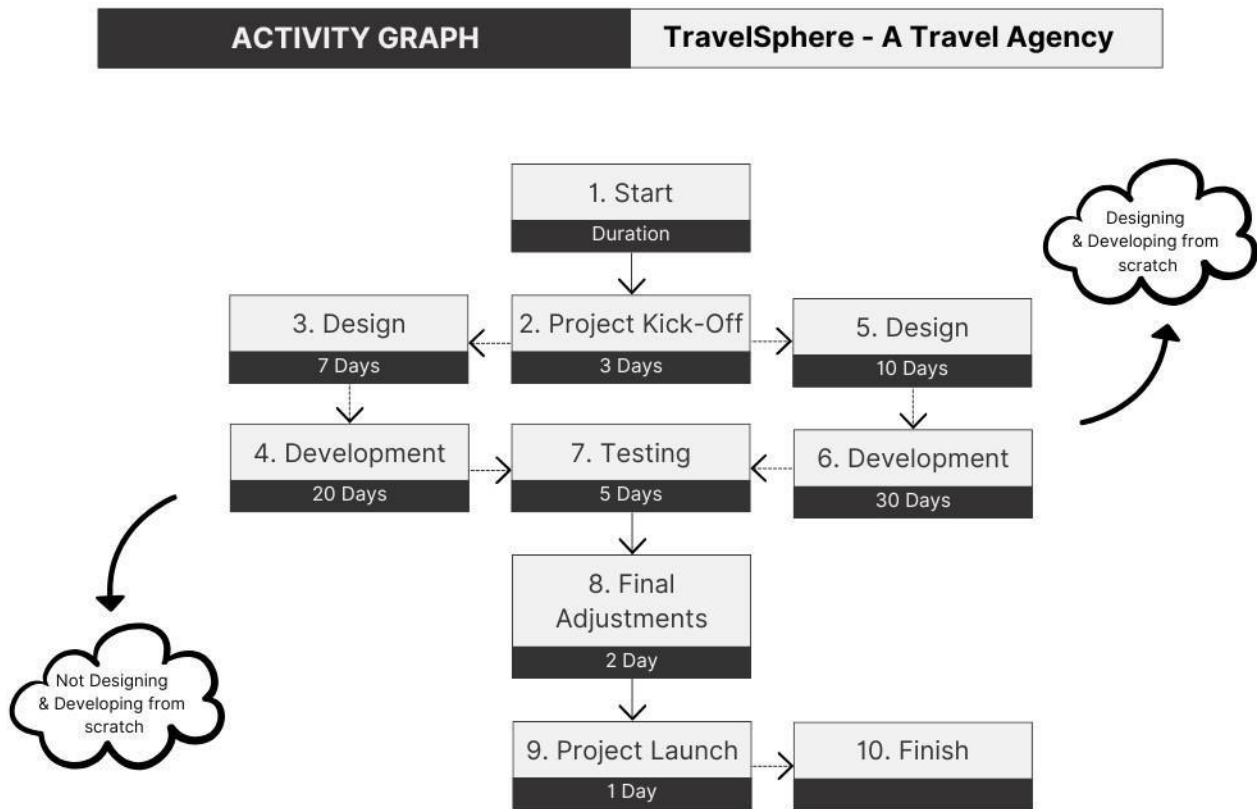 ACTIVITY GRAPH
TravelSphere - A Travel Agency
1. Start
Duration
Designing
& Developing from
scratch
3. Design
7 Days
2. Project Kick-Off
3 Days
5. Design
10 Days
4. Development
20 Days
7. Testing
5 Days
6. Development
30 Days
8. Final
Adjustments
2 Day
Not Designing
& Developing from
scratch
9. Project Launch
1 Day
10. Finish